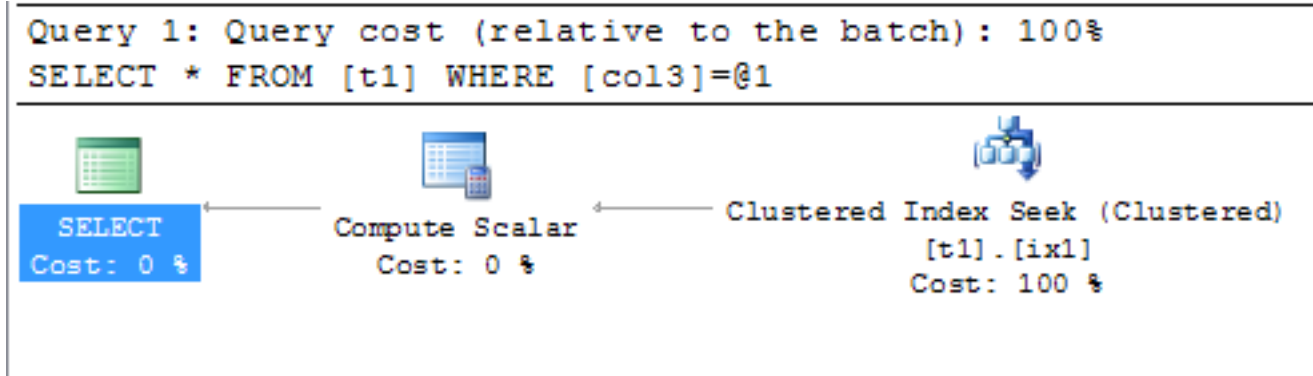 Query 1: Query cost (relative to the batch): 100%
SELECT * FROM [t1] WHERE [col3]=@1
SELECT
Cost: 0 %
Compute Scalar
Cost: 0 %
Clustered Index Seek (Clustered)
[t1].[ix1]
Cost: 100 %